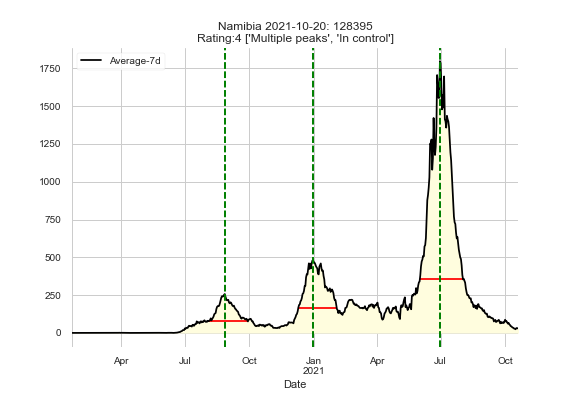 Namibia 2021-10-20: 128395
Rating:4 ['Multiple peaks', 'In control']
Average-7d
1750
1500
1250
1000
750
500
250
0
Apr Jul Oct Jan Apr Jul Oct
2021
Date